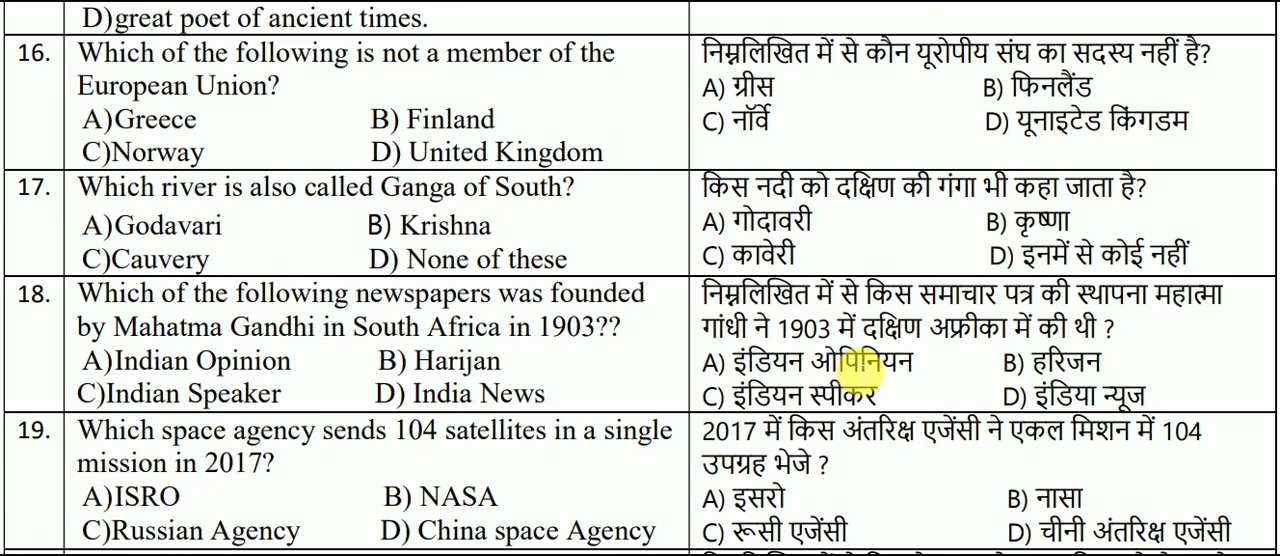 D)great poet of ancient times.
16. Which of the following is not a member of the
European Union?
A)Greece B) Finland
C)Norway D) United Kingdom
निम्नलिखित में से कौन यूरोपीय संघ का सदस्य नहीं है?
A) ग्रीस B) फिनलैंड
C) नॉर्वे D) यूनाइटेड किंगडम
17. Which river is also called Ganga of South?
A)Godavari B) Krishna
C)Cauvery D) None of these
किस नदी को दक्षिण की गंगा भी कहा जाता है?
A) गोदावरी B) कृष्णा
C) कावेरी D) इनमें से कोई नहीं
18. Which of the following newspapers was founded
by Mahatma Gandhi in South Africa in 1903??
A)Indian Opinion B) Harijan
C)Indian Speaker D) India News
निम्नलिखित में से किस समाचार पत्र की स्थापना महात्मा
गांधी ने 1903 में दक्षिण अफ्रीका में की थी ?
A) इंडियन ओपिनियन B) हरिजन
C) इंडियन स्पीकर D) इंडिया न्यूज
19. Which space agency sends 104 satellites in a single
mission in 2017?
A)ISRO B) NASA
C)Russian Agency D) China space Agency
2017 में किस अंतरिक्ष एजेंसी ने एकल मिशन में 104
उपग्रह भेजे ?
A) इसरो B) नासा
C) रूसी एजेंसी D) चीनी अंतरिक्ष एजेंसी